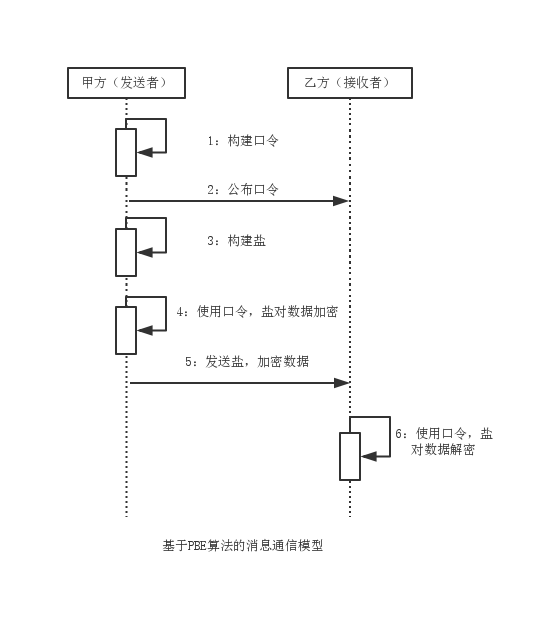 甲方（发送者）
乙方（接收者）
1：构建口令
2：公布口令
3：构建盐
4：使用口令，盐对数据加密
5：发送盐，加密数据
6：使用口令，盐
对数据解密
基于PBE算法的消息通信模型